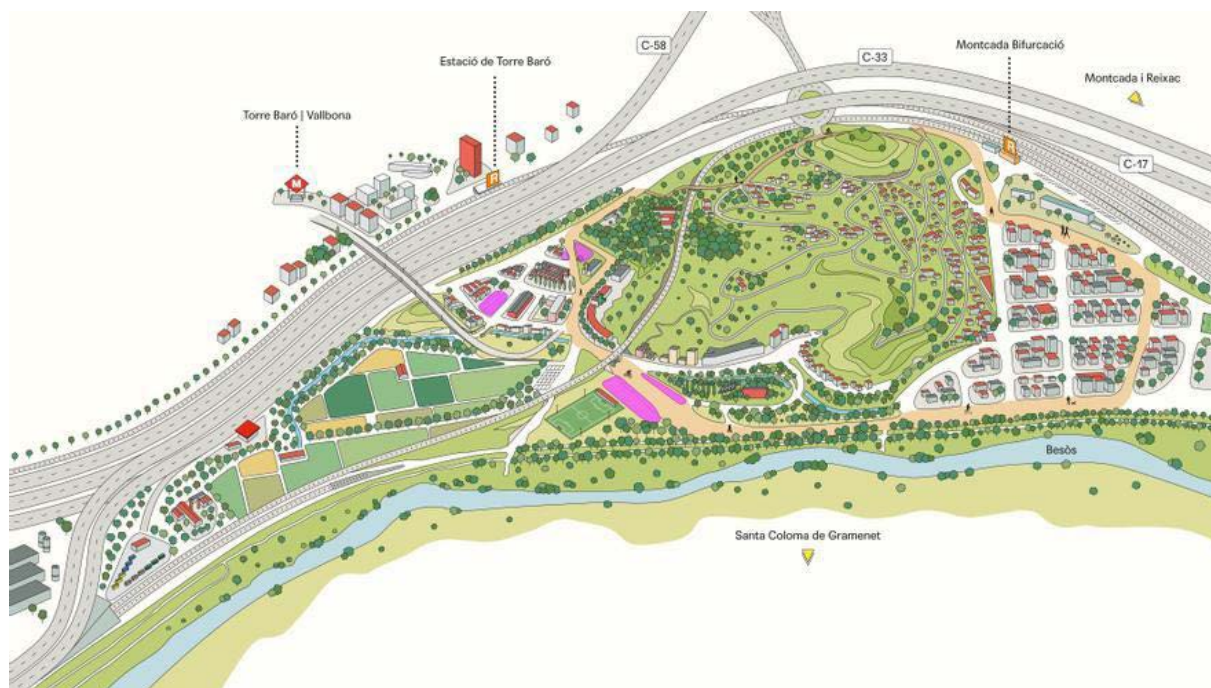 C-58
Montcada Bifurcació
Estació de Torre Baró
C-33
Montcada i Reixac
Torre Baró | Vallbona
R
C-17
M
R
Besòs
Santa Coloma de Gramenet